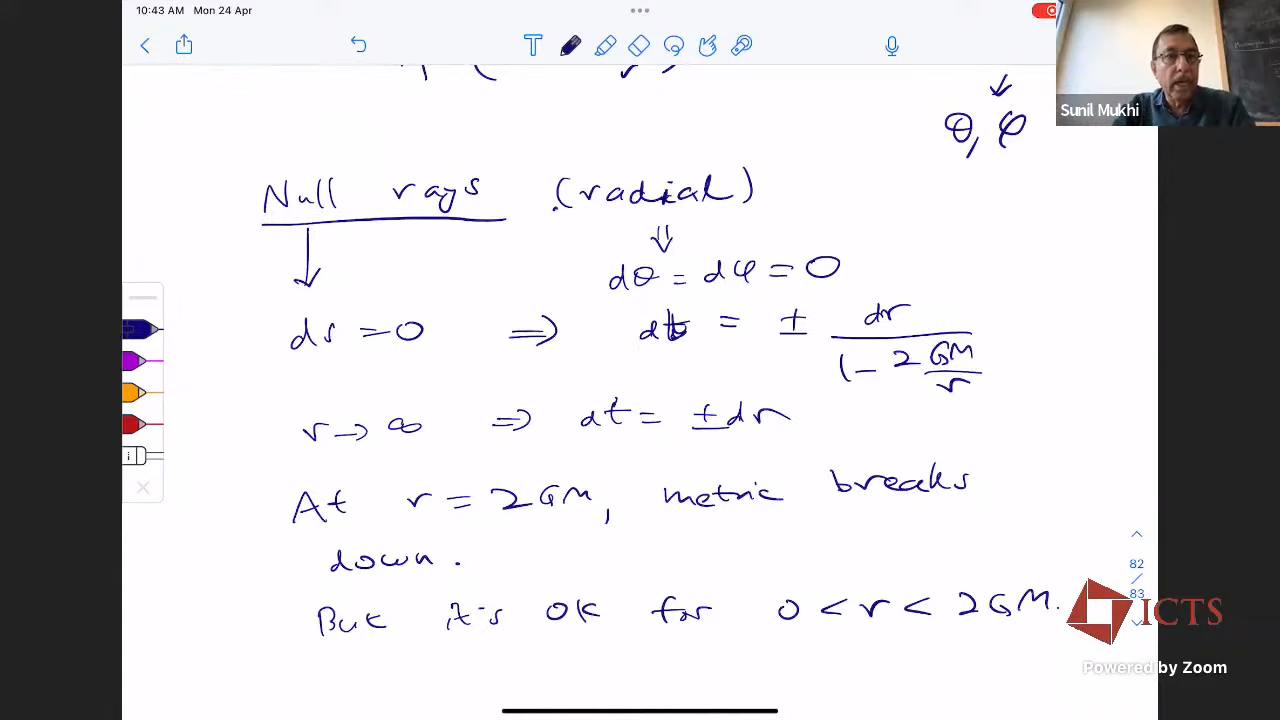 10:43 AM Mon 24 Apr
Sunil Mukhi
θ, φ
Null rays (radial)
⇓
dθ = dφ = 0
ds = 0 ⇒ dt = ± dr / (1 - 2GM/r)
r → ∞ ⇒ dt = ± dr
At r = 2GM, metric breaks
down.
But it's OK for 0 < r < 2GM.
82
/
83
ICTS
Powered by Zoom